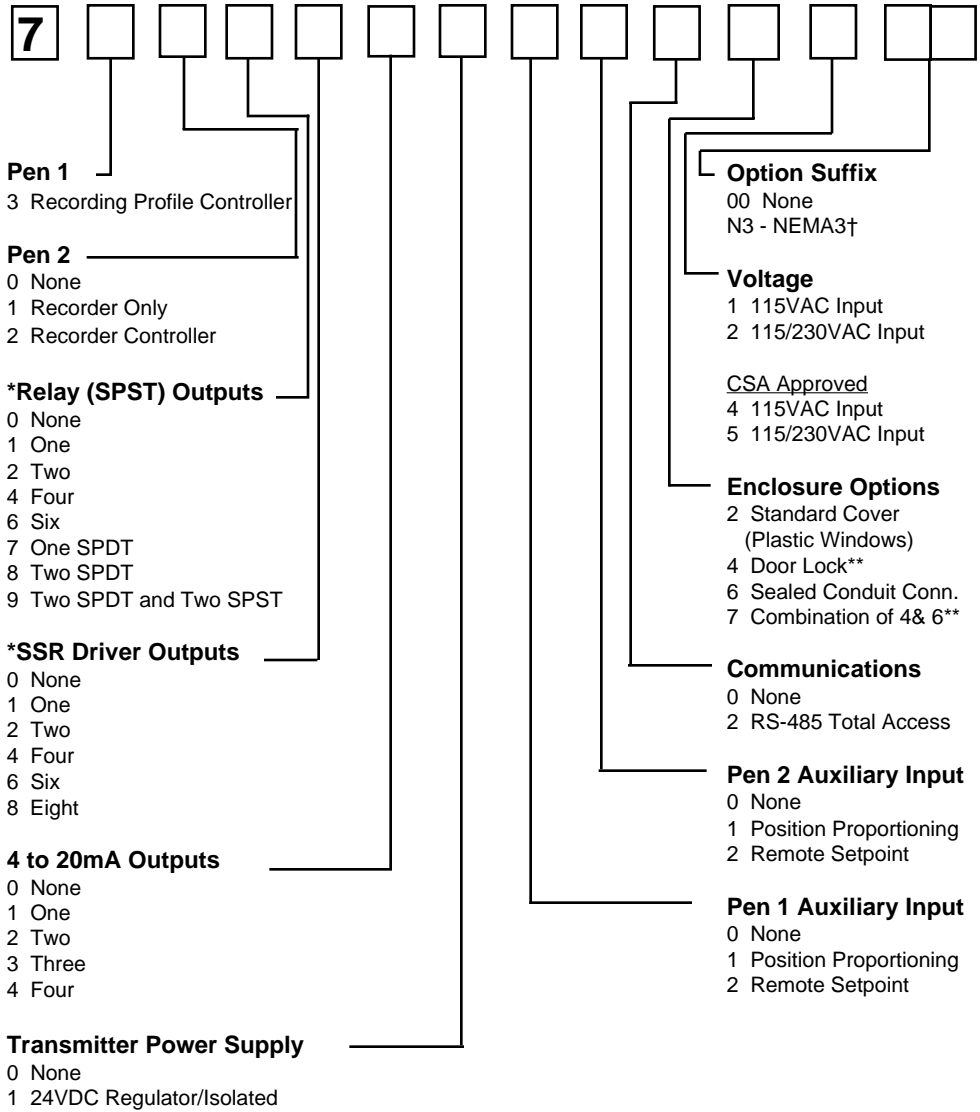 7
Pen 1
3 Recording Profile Controller
Pen 2
0 None
1 Recorder Only
2 Recorder Controller
*Relay (SPST) Outputs
0 None
1 One
2 Two
4 Four
6 Six
7 One SPDT
8 Two SPDT
9 Two SPDT and Two SPST
*SSR Driver Outputs
0 None
1 One
2 Two
4 Four
6 Six
8 Eight
4 to 20mA Outputs
0 None
1 One
2 Two
3 Three
4 Four
Transmitter Power Supply
0 None
1 24VDC Regulator/Isolated
Option Suffix
00 None
N3 - NEMA3†
Voltage
1 115VAC Input
2 115/230VAC Input
CSA Approved
4 115VAC Input
5 115/230VAC Input
Enclosure Options
2 Standard Cover
(Plastic Windows)
4 Door Lock**
6 Sealed Conduit Conn.
7 Combination of 4& 6**
Communications
0 None
2 RS-485 Total Access
Pen 2 Auxiliary Input
0 None
1 Position Proportioning
2 Remote Setpoint
Pen 1 Auxiliary Input
0 None
1 Position Proportioning
2 Remote Setpoint